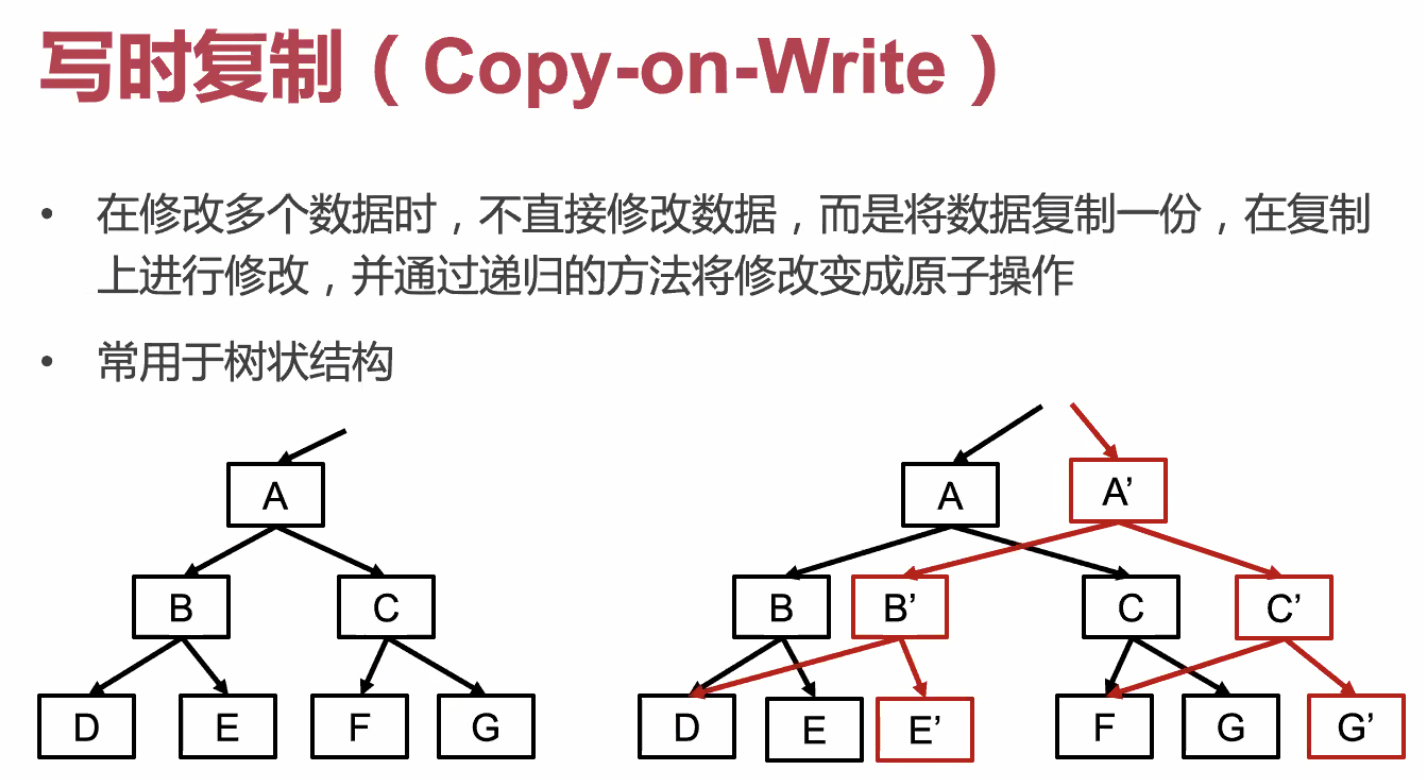 写时复制（Copy-on-Write）
• 在修改多个数据时，不直接修改数据，而是将数据复制一份，在复制
上进行修改，并通过递归的方法将修改变成原子操作
• 常用于树状结构
A
B C
D E F G
A A’
B B’ C C’
D E E’ F G G’